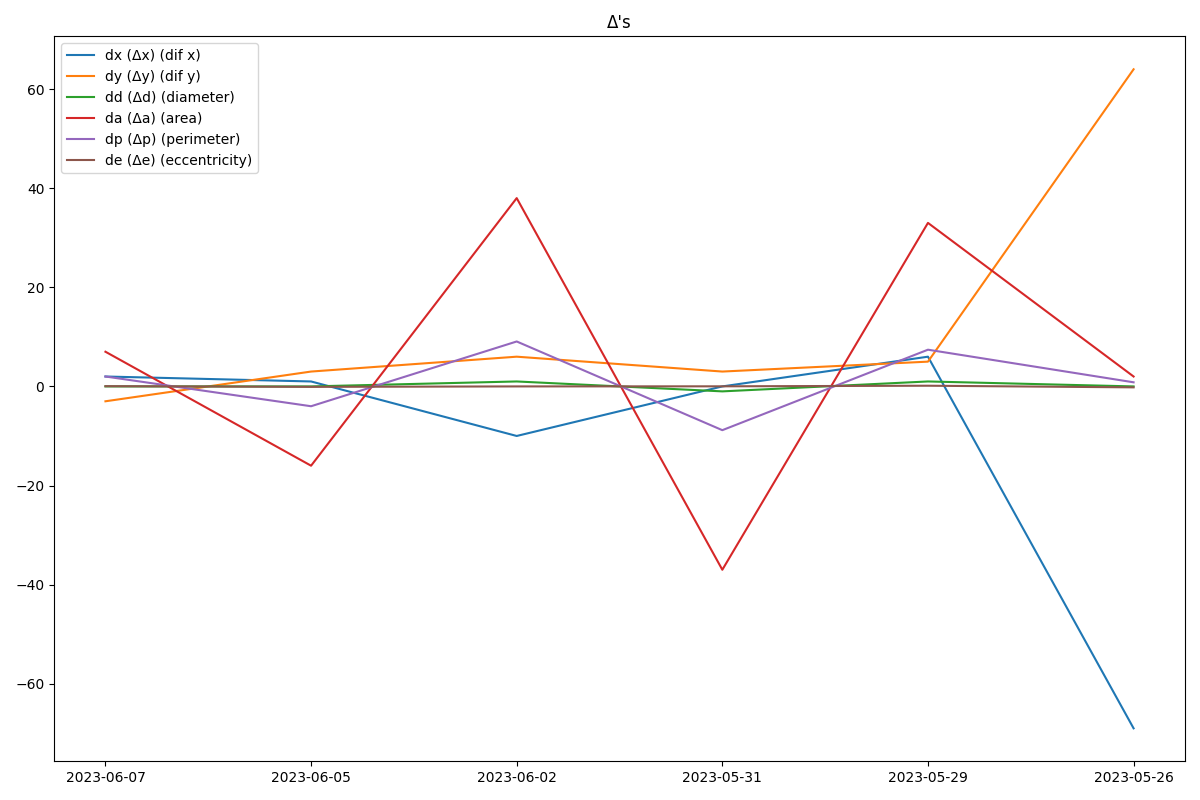 Δ's
dx (Δx) (dif x)
dy (Δy) (dif y)
dd (Δd) (diameter)
da (Δa) (area)
dp (Δp) (perimeter)
de (Δe) (eccentricity)
60
40
20
0
−20
−40
−60
2023-06-07 2023-06-05 2023-06-02 2023-05-31 2023-05-29 2023-05-26